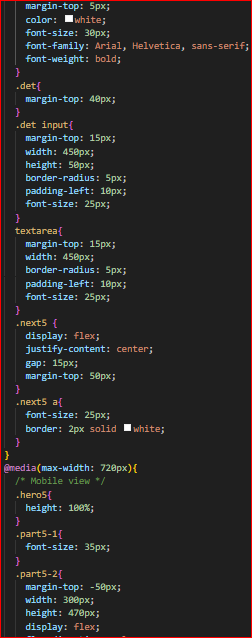 margin-top: 5px;
color: white;
font-size: 30px;
font-family: Arial, Helvetica, sans-serif;
font-weight: bold;
}
.det{
margin-top: 40px;
}
.det input{
margin-top: 15px;
width: 450px;
height: 50px;
border-radius: 5px;
padding-left: 10px;
font-size: 25px;
}
textarea{
margin-top: 15px;
width: 450px;
border-radius: 5px;
padding-left: 10px;
font-size: 25px;
}
.next5 {
display: flex;
justify-content: center;
gap: 15px;
margin-top: 50px;
}
.next5 a{
font-size: 25px;
border: 2px solid white;
}
}
@media(max-width: 720px){
/* Mobile view */
.hero5{
height: 100%;
}
.part5-1{
font-size: 35px;
}
.part5-2{
margin-top: -50px;
width: 300px;
height: 470px;
display: flex;